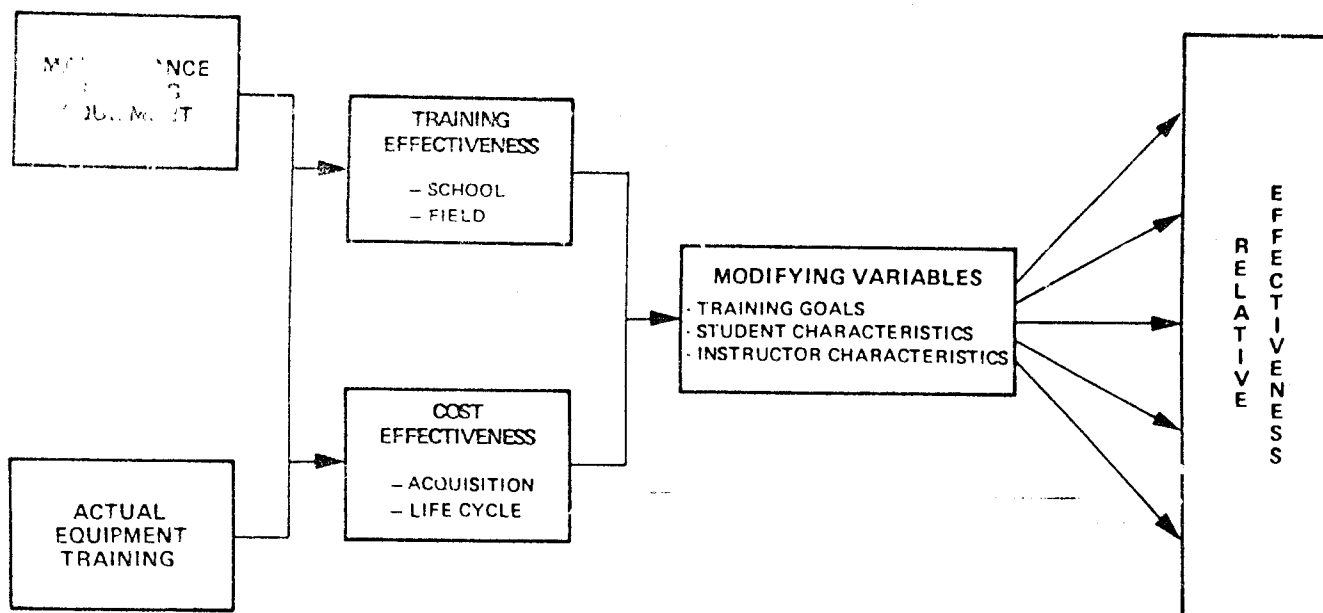 TRAINING
EFFECTIVENESS
– SCHOOL
– FIELD
COST
EFFECTIVENESS
– ACQUISITION
– LIFE CYCLE
ACTUAL
EQUIPMENT
TRAINING
MODIFYING VARIABLES
· TRAINING GOALS
· STUDENT CHARACTERISTICS
· INSTRUCTOR CHARACTERISTICS
RELATIVE
EFFECTIVENESS